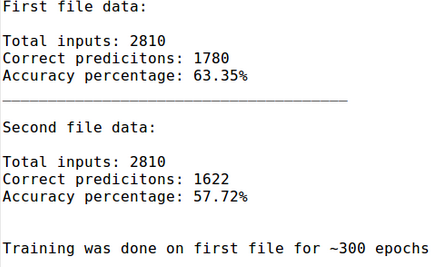 First file data:
Total inputs: 2810
Correct predicitons: 1780
Accuracy percentage: 63.35%
________________________________________
Second file data:
Total inputs: 2810
Correct predicitons: 1622
Accuracy percentage: 57.72%
Training was done on first file for ~300 epochs